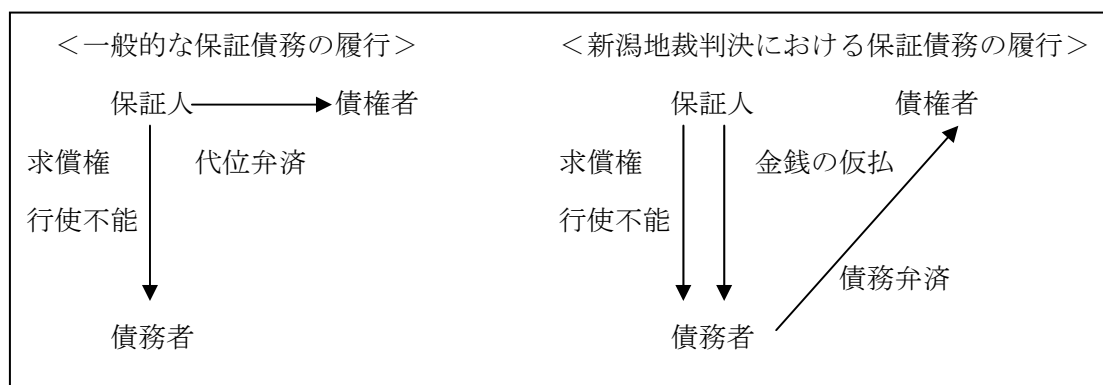 ＜一般的な保証債務の履行＞
保証人
債権者
求償権
代位弁済
行使不能
債務者
＜新潟地裁判決における保証債務の履行＞
保証人
債権者
求償権
金銭の仮払
行使不能
債務弁済
債務者